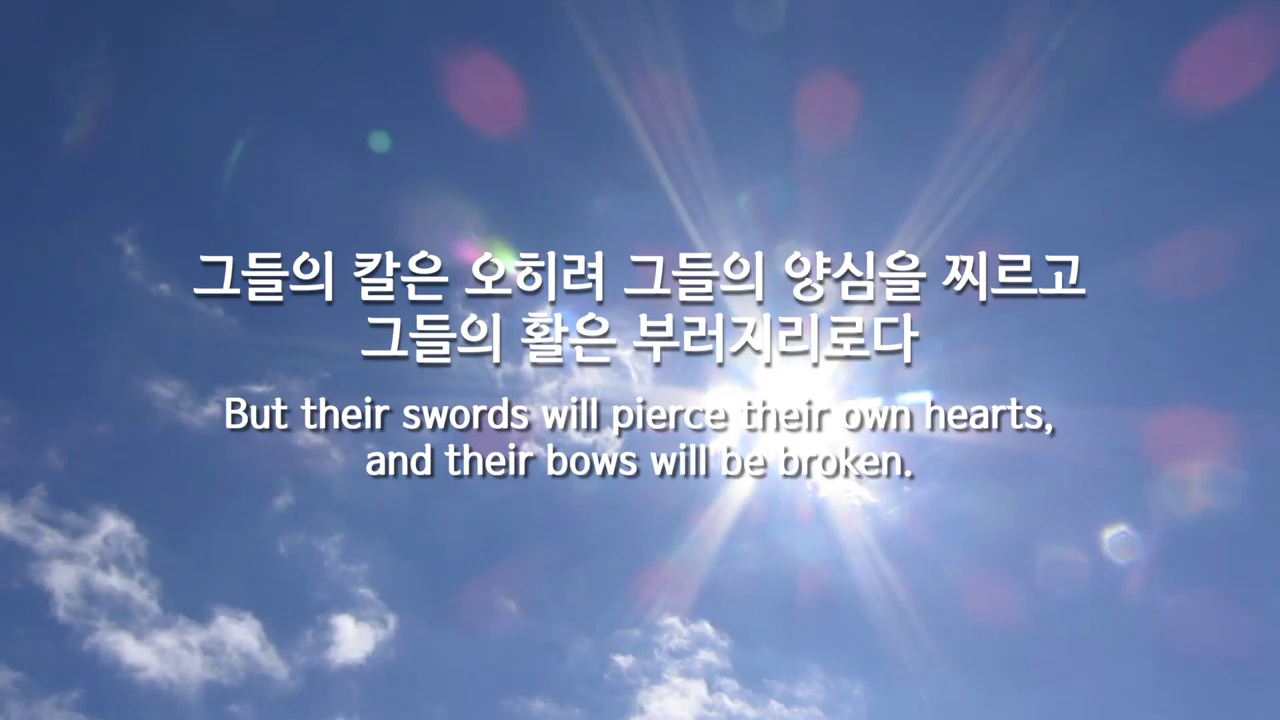 그들의 칼은 오히려 그들의 양심을 찌르고
그들의 활은 부러지리로다
But their swords will pierce their own hearts,
and their bows will be broken.